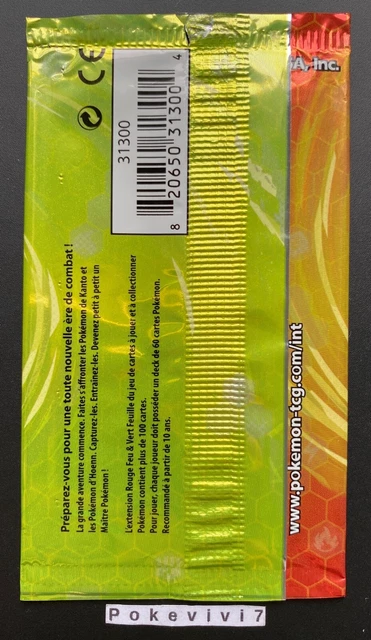 Préparez-vous pour une toute nouvelle ère de combat !
La grande aventure commence. Faites s'affronter les Pokémon de Kanto et
les Pokémon d'Hoenn. Capturez-les. Entraînez-les. Devenez petit à petit un
Maître Pokémon !
L'extension Rouge Feu & Vert Feuille du jeu de cartes à jouer et à collectionner
Pokémon contient plus de 100 cartes.
Pour jouer, chaque joueur doit posséder un deck de 60 cartes Pokémon.
Recommandé à partir de 10 ans.
CE
31300
8 20650 31300 4
SA, Inc.
www.pokemon-tcg.com/int
Pokevivi7